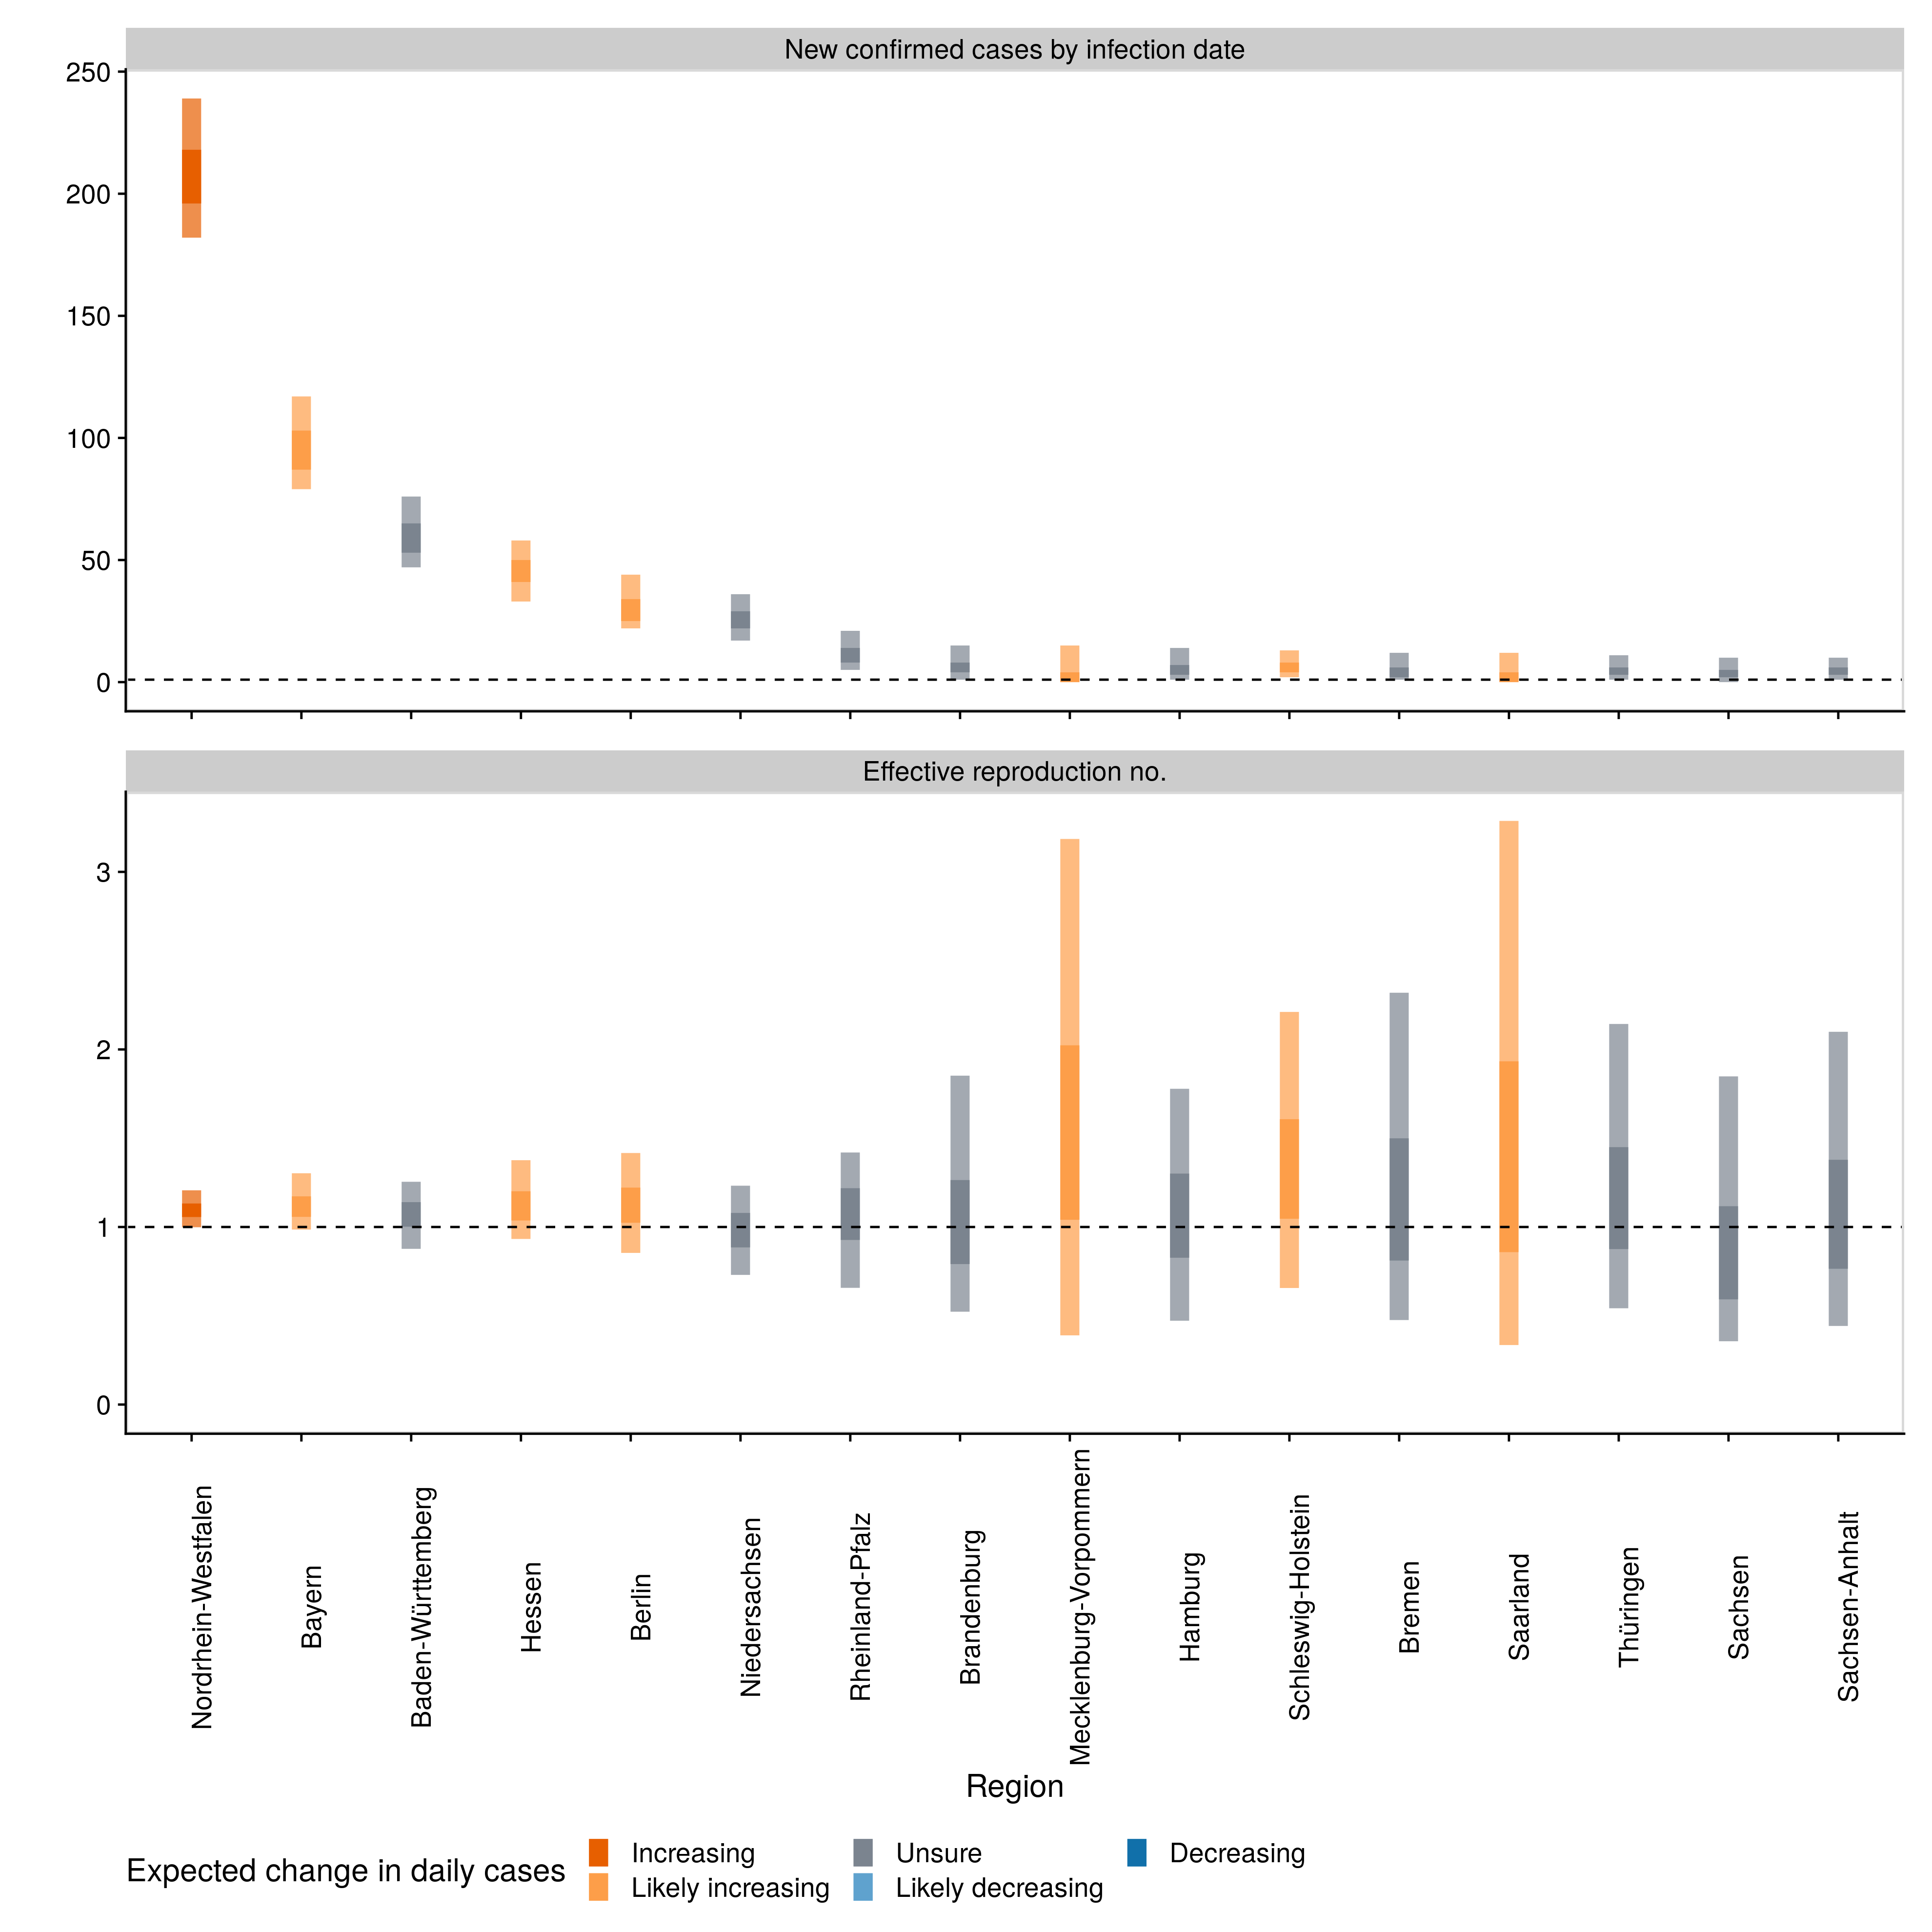 New confirmed cases by infection date
250
200
150
100
50
0
Effective reproduction no.
3
2
1
0
Nordrhein-Westfalen
Bayern
Baden-Württemberg
Hessen
Berlin
Niedersachsen
Rheinland-Pfalz
Brandenburg
Mecklenburg-Vorpommern
Hamburg
Schleswig-Holstein
Bremen
Saarland
Thüringen
Sachsen
Sachsen-Anhalt
Region
Expected change in daily cases
Increasing
Likely increasing
Unsure
Likely decreasing
Decreasing